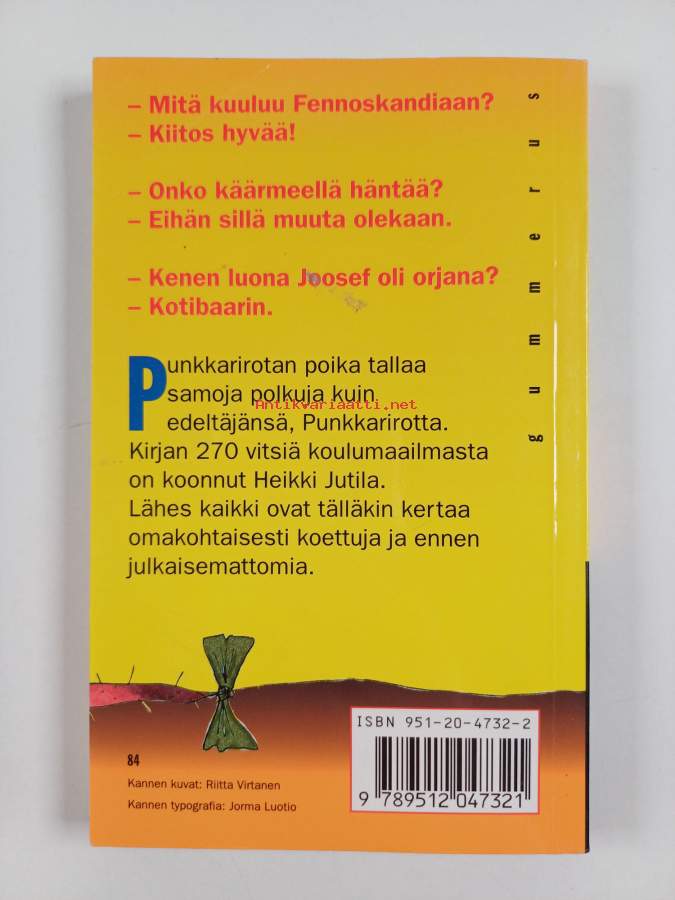 – Mitä kuuluu Fennoskandiaan?
– Kiitos hyvää!
– Onko käärmeellä häntää?
– Eihän sillä muuta olekaan.
– Kenen luona Joosef oli orjana?
– Kotibaarin.
gummerus
Punkkarirotan poika tallaa
samoja polkuja kuin
Antikvariaatti.net
edeltäjänsä, Punkkarirotta.
Kirjan 270 vitsiä koulumaailmasta
on koonnut Heikki Jutila.
Lähes kaikki ovat tälläkin kertaa
omakohtaisesti koettuja ja ennen
julkaisemattomia.
ISBN 951-20-4732-2
9 789512 047321
84
Kannen kuvat: Riitta Virtanen
Kannen typografia: Jorma Luotio